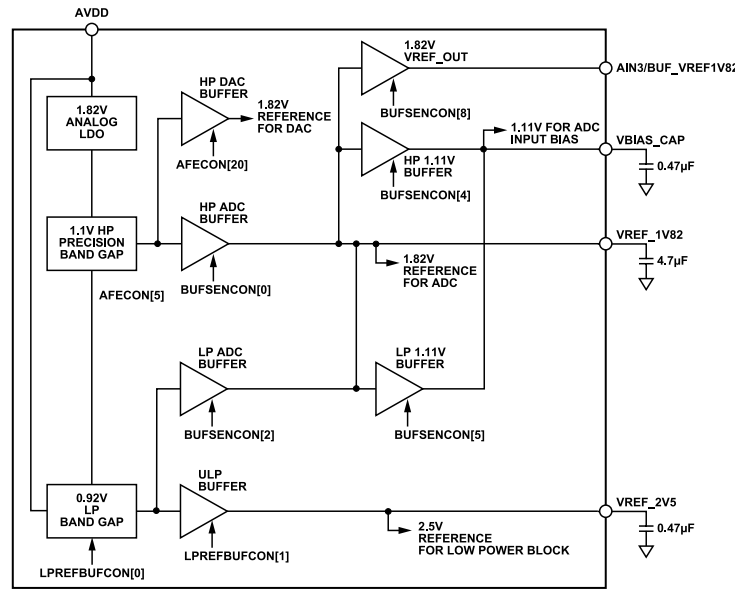 AVDD
1.82V
ANALOG
LDO
HP DAC
BUFFER
1.82V
REFERENCE
FOR DAC
AFECON[20]
1.82V
VREF_OUT
BUFSENCON[8]
AIN3/BUF_VREF1V82
1.11V FOR ADC
INPUT BIAS
VBIAS_CAP
0.47µF
HP 1.11V
BUFFER
BUFSENCON[4]
1.1V HP
PRECISION
BAND GAP
AFECON[5]
HP ADC
BUFFER
BUFSENCON[0]
1.82V
REFERENCE
FOR ADC
VREF_1V82
4.7µF
LP ADC
BUFFER
BUFSENCON[2]
LP 1.11V
BUFFER
BUFSENCON[5]
0.92V
LP
BAND GAP
LPREFBUFCON[0]
ULP
BUFFER
LPREFBUFCON[1]
2.5V
REFERENCE
FOR LOW POWER BLOCK
VREF_2V5
0.47µF